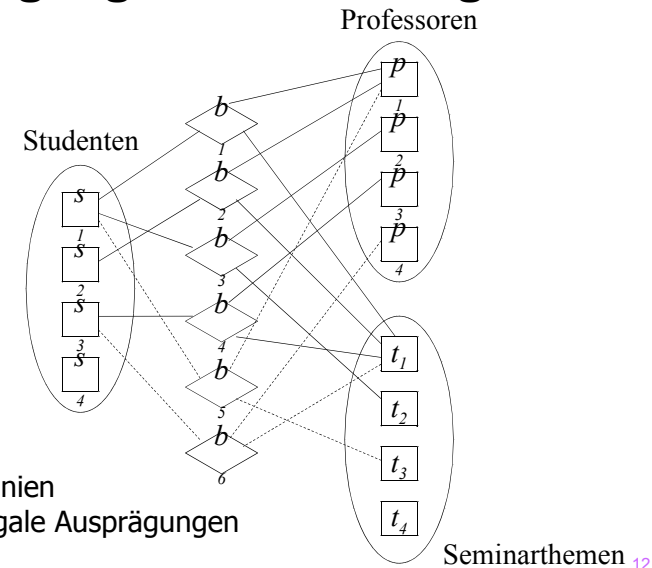 Professoren
Studenten
b
1
b
2
b
3
b
4
b
5
b
6
p
1
p
2
p
3
p
4
s
1
s
2
s
3
s
4
t1
t2
t3
t4
nien
gale Ausprägungen
Seminarthemen 12